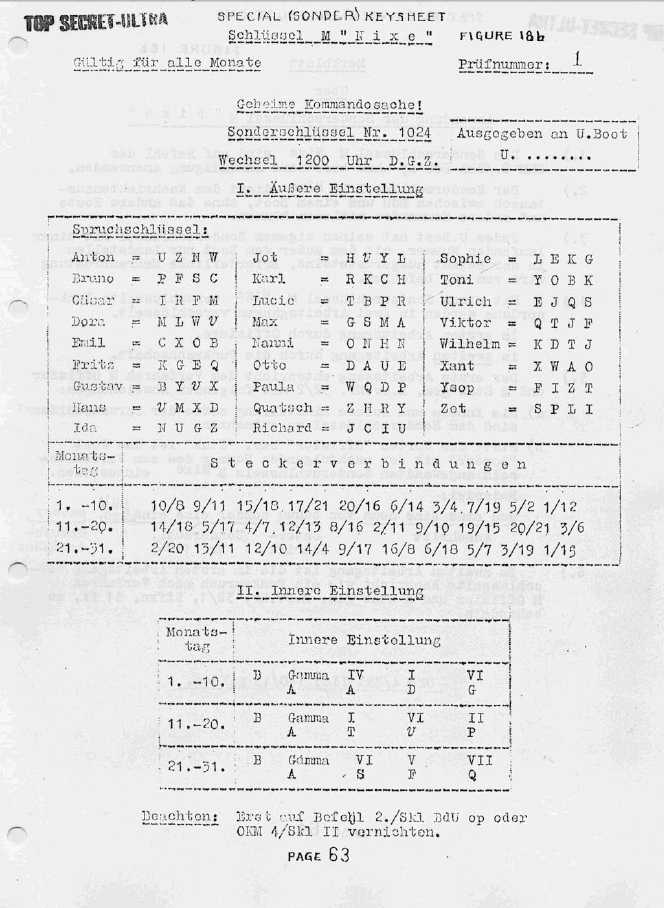 TOP SECRET-ULTRA
SPECIAL (SONDER) KEYSHEET
Schlüssel M "Nixe" FIGURE 18b
Gültig für alle Monate Prüfnummer: 1
Geheime Kommandosache!
Sonderschlüssel Nr. 1024 Ausgegeben an U.Boot
Wechsel 1200 Uhr D.G.Z. U. ........
I. Äußere Einstellung
Spruchschlüssel:
Anton = U Z N W Jot = H V Y L Sophie = L E K G
Bruno = P F S C Karl = R K C H Toni = Y O B K
Cäsar = I R F M Lucie = T B P R Ulrich = E J Q S
Dora = M L W V Max = G S M A Viktor = Q T J F
Emil = C X O B Nanni = O N H N Wilhelm = K D T J
Fritz = K G E Q Otto = D A U E Xant = X W A O
Gustav = B Y V X Paula = W Q D P Ysop = F I Z T
Hans = U M X D Quatsch = Z H R Y Zet = S P L I
Ida = N U G Z Richard = J C I U
Monats-
tag Steckerverbindungen
1. -10. 10/8 9/11 15/18 17/21 20/16 6/14 3/4 7/19 5/2 1/12
11.-20. 14/18 5/17 4/7 12/13 8/16 2/11 9/10 19/15 20/21 3/6
21.-31. 2/20 13/11 12/10 14/4 9/17 16/8 6/18 5/7 3/19 1/15
II. Innere Einstellung
Monats-
tag Innere Einstellung
1. -10. B Gamma IV I VI
A A D G
11.-20. B Gamma I VI II
A T U P
21.-31. B Gamma VI V VII
A S F Q
Beachten: Erst auf Befehl 2./Skl BdU op oder
OKM 4/Skl II vernichten.
PAGE 63